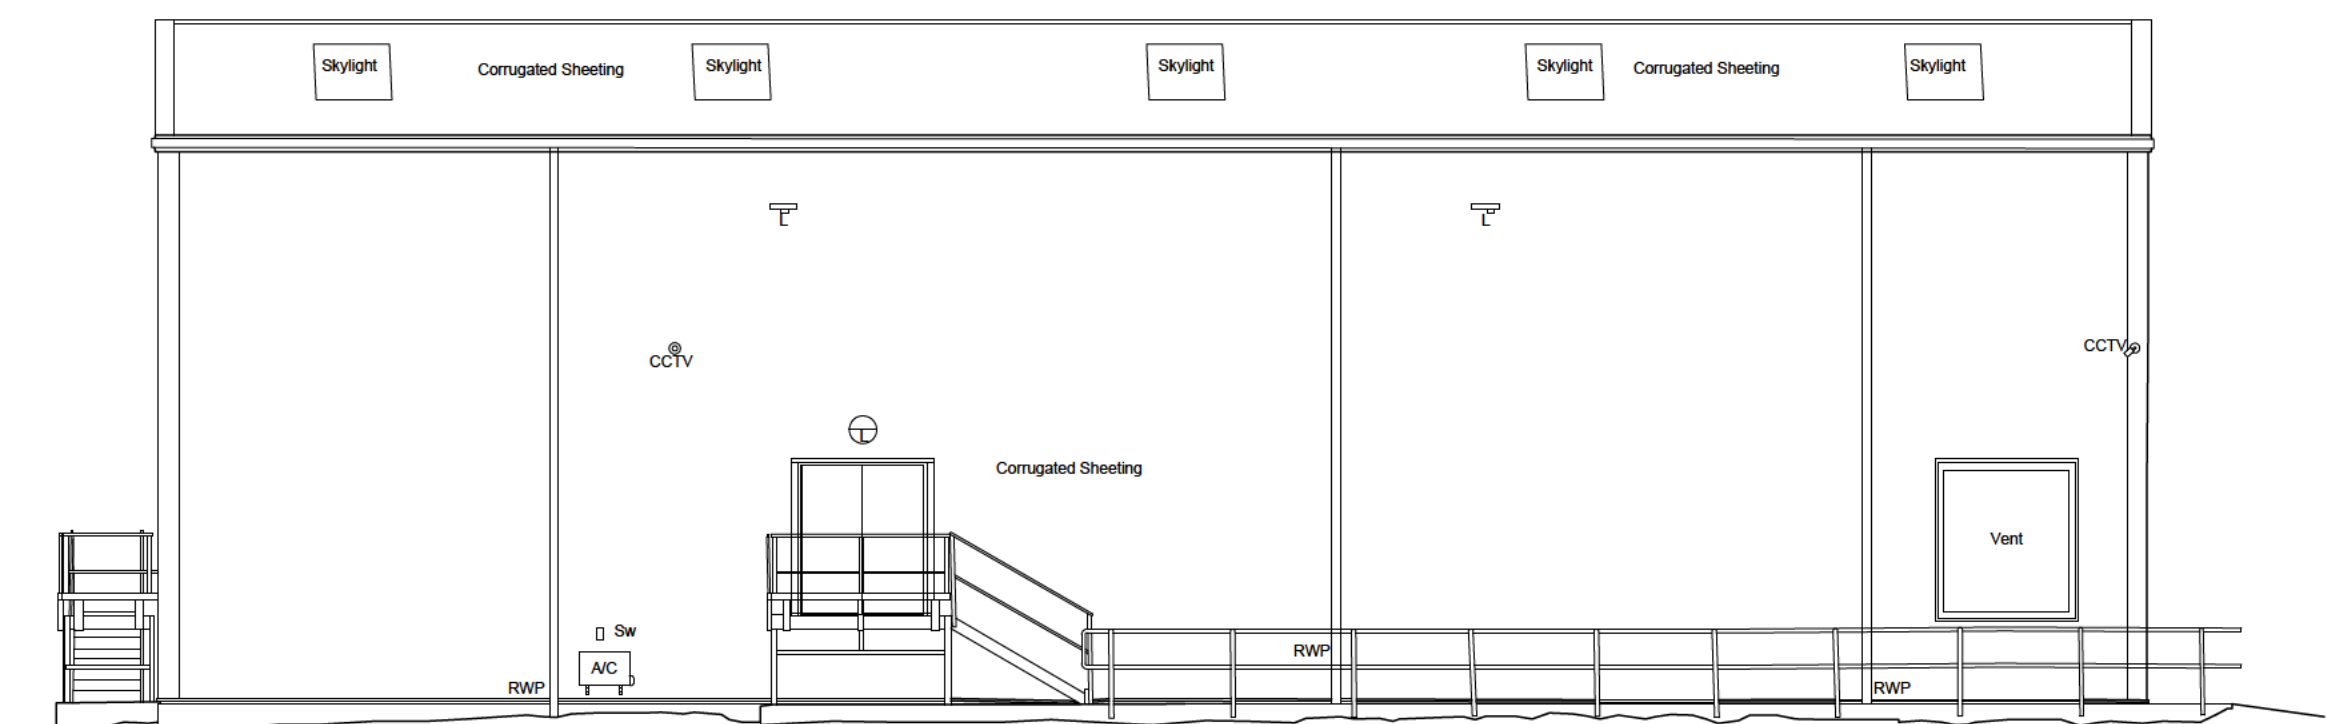 Skylight
Corrugated Sheeting
Skylight
Skylight
Skylight
Corrugated Sheeting
Skylight
L
L
CCTV
CCTV
L
Corrugated Sheeting
Vent
Sw
A/C
RWP
RWP
RWP